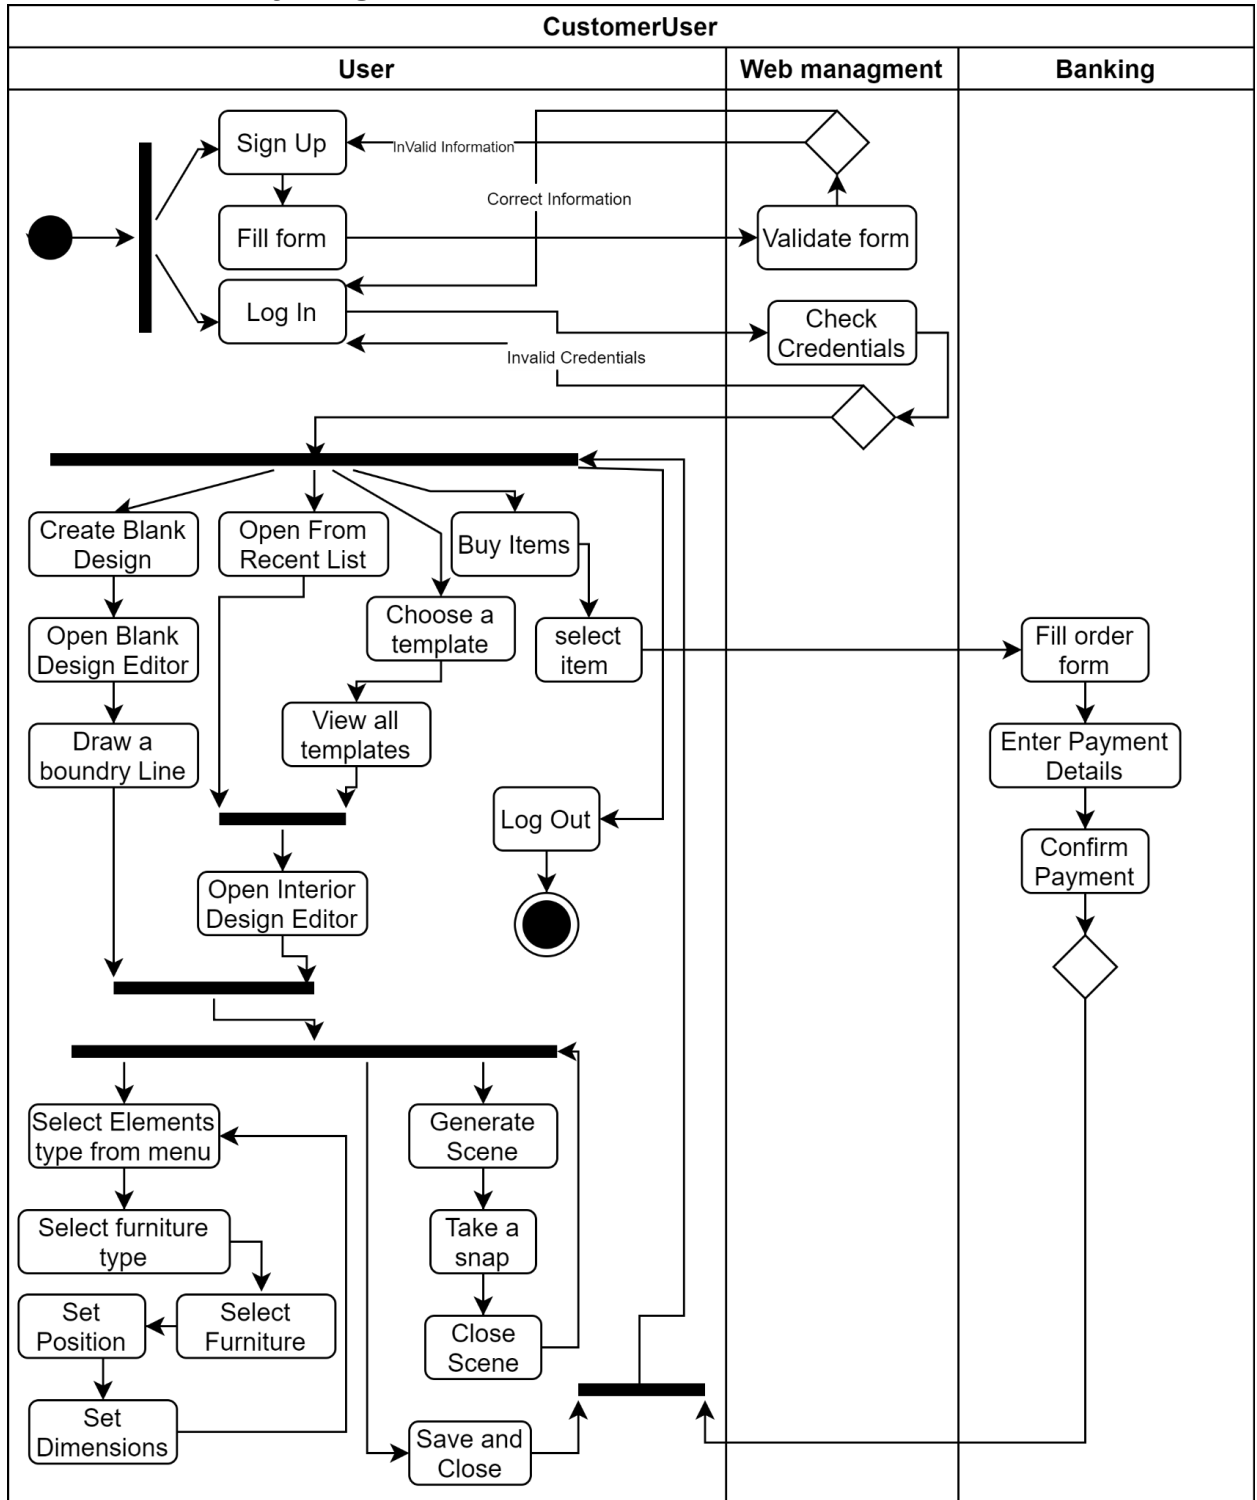 CustomerUser
User
Web managment
Banking
Sign Up
InValid Information
Correct Information
Fill form
Validate form
Log In
Check
Credentials
Invalid Credentials
Create Blank
Design
Open From
Recent List
Buy Items
Choose a
template
select
item
Fill order
form
Open Blank
Design Editor
View all
templates
Draw a
boundry Line
Enter Payment
Details
Log Out
Confirm
Payment
Open Interior
Design Editor
Select Elements
type from menu
Generate
Scene
Select furniture
type
Take a
snap
Set
Position
Select
Furniture
Close
Scene
Set
Dimensions
Save and
Close